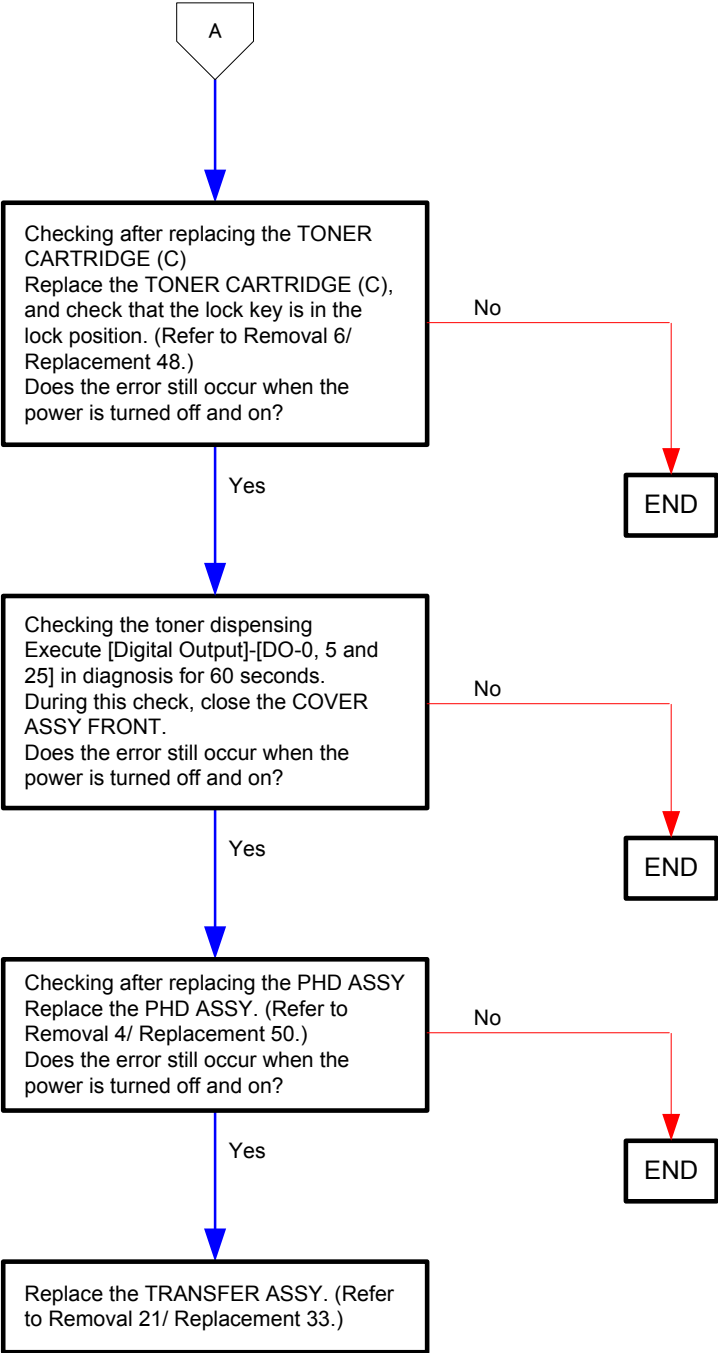 A
Checking after replacing the TONER
CARTRIDGE (C)
Replace the TONER CARTRIDGE (C),
and check that the lock key is in the
lock position. (Refer to Removal 6/
Replacement 48.)
Does the error still occur when the
power is turned off and on?
No
END
Yes
Checking the toner dispensing
Execute [Digital Output]-[DO-0, 5 and
25] in diagnosis for 60 seconds.
During this check, close the COVER
ASSY FRONT.
Does the error still occur when the
power is turned off and on?
No
END
Yes
Checking after replacing the PHD ASSY
Replace the PHD ASSY. (Refer to
Removal 4/ Replacement 50.)
Does the error still occur when the
power is turned off and on?
No
END
Yes
Replace the TRANSFER ASSY. (Refer
to Removal 21/ Replacement 33.)